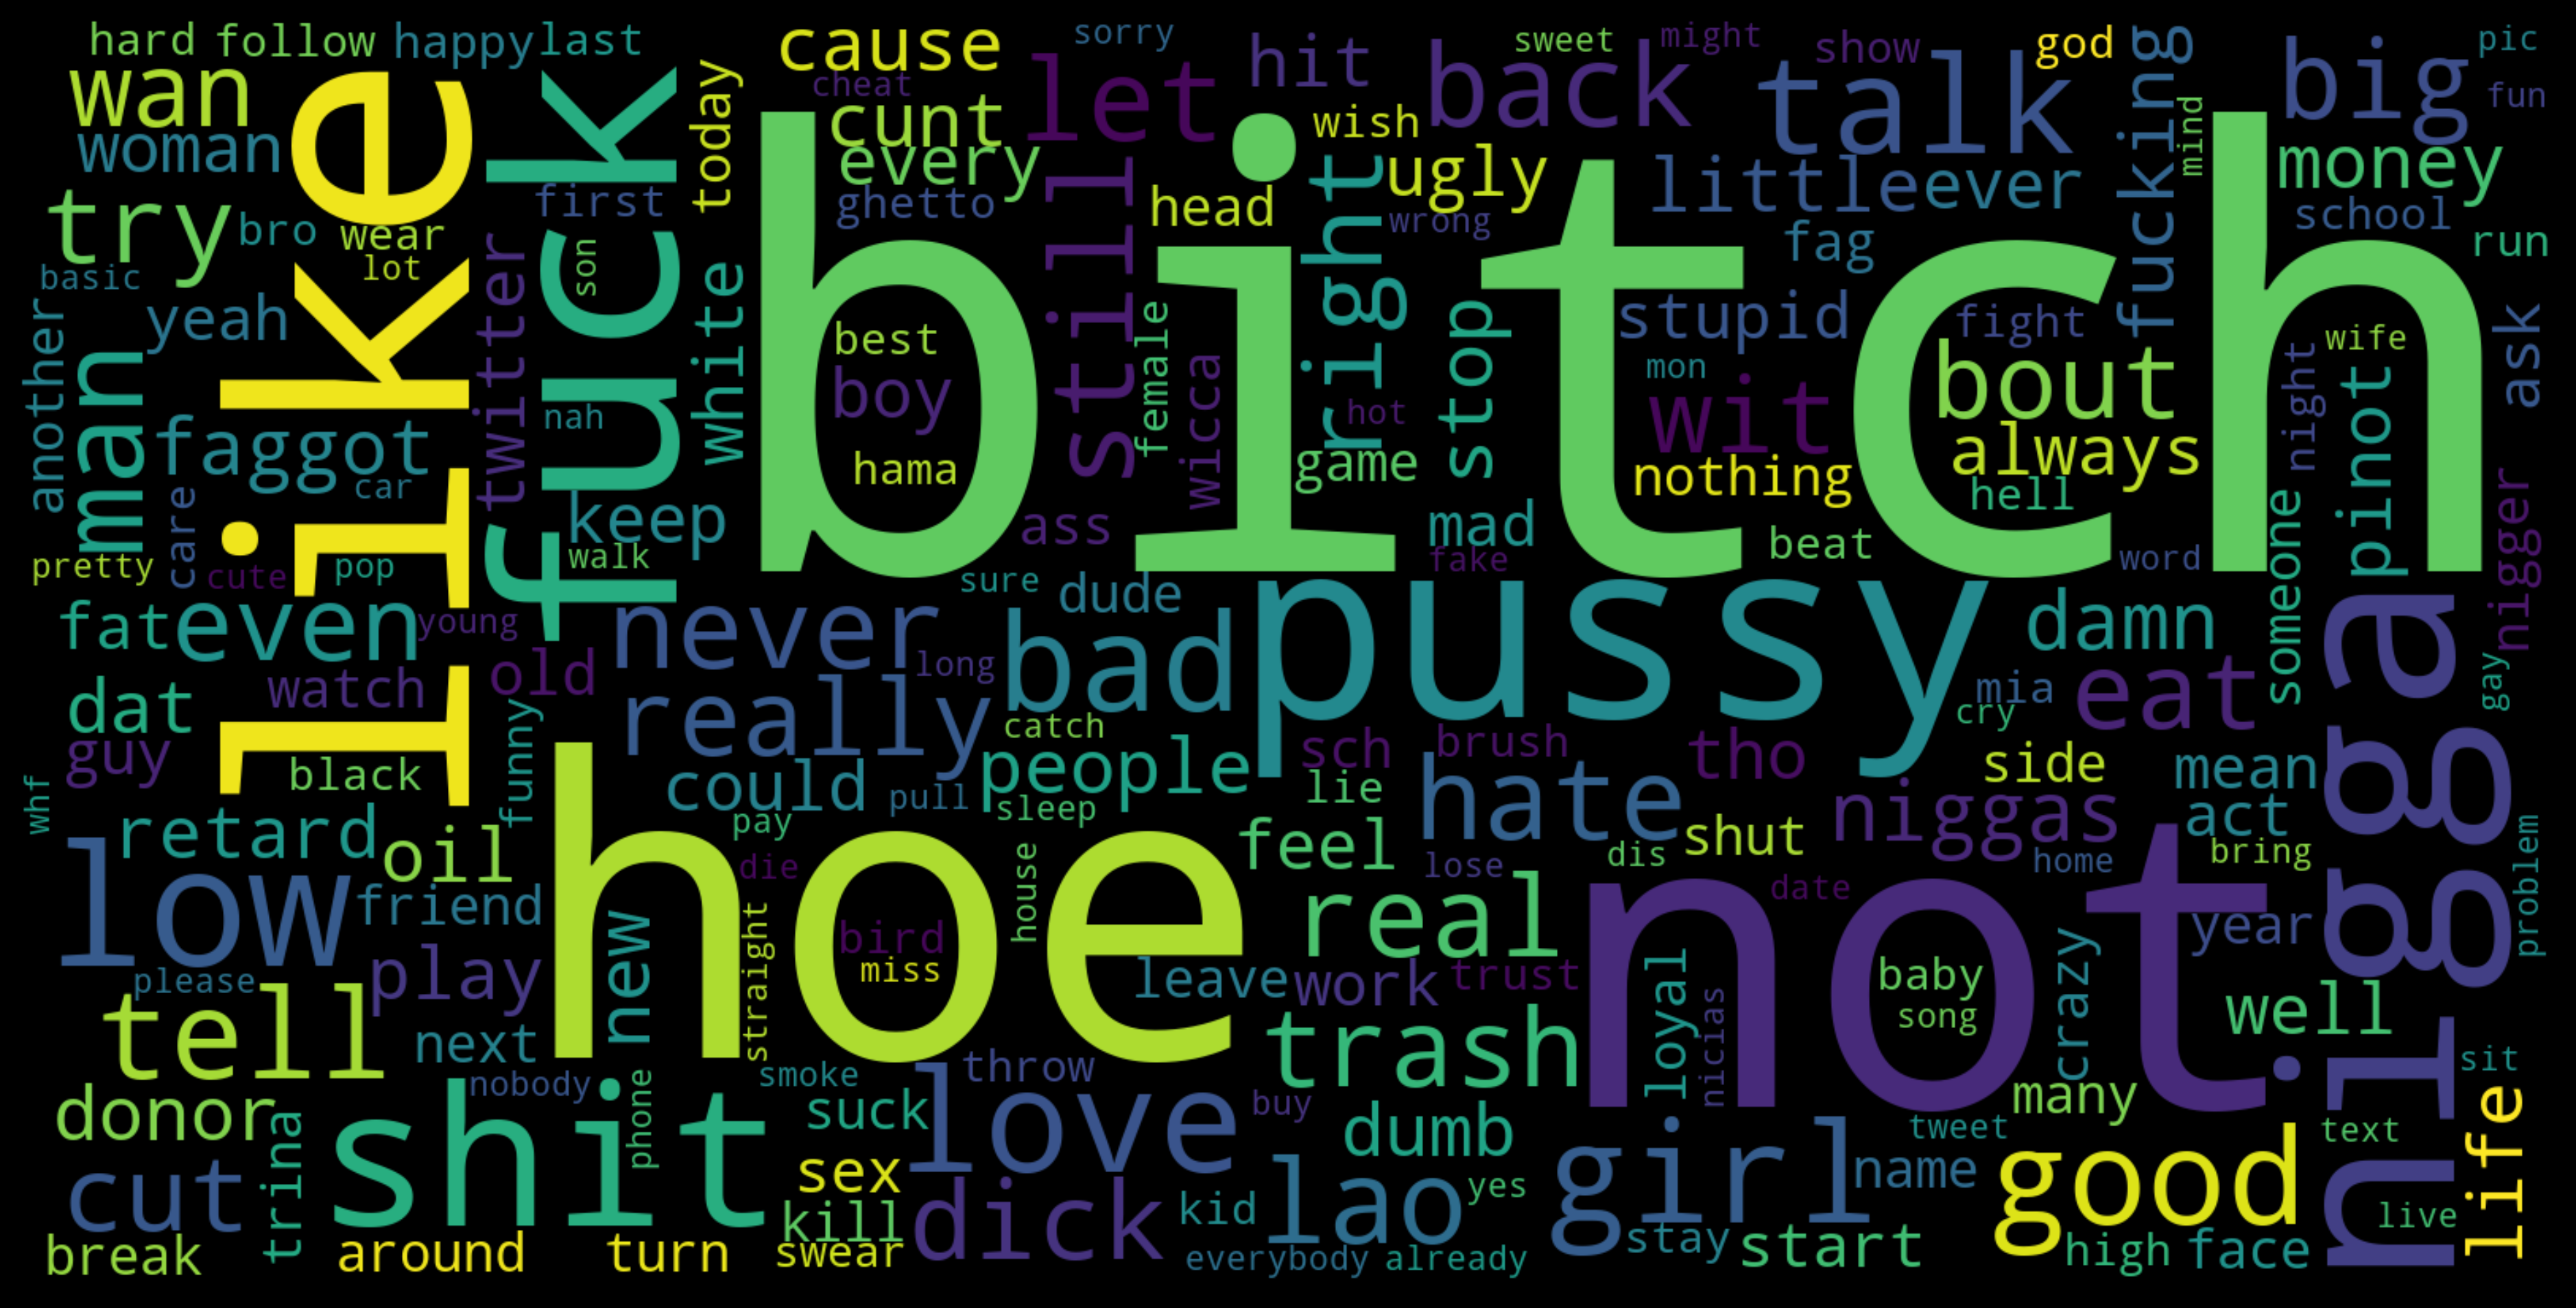 hard follow happy last
cause
sorry
sweet
might
show
god
pic
wan
like
fuck
today
cheat
let
hit
back
talk
fucking
mind
big
fun
woman
cunt
every
wish
ugly
little
ever
money
try
bro
wear
lot
first
son
ghetto
still
head
right
wrong
fag
school
run
basic
another
yeah
twitter
white
bitch
best
boy
hama
female
wicca
hot
game
stop
stupid
mon
wit
nothing
fight
bout
always
hell
night
wife
pinot
ask
man
faggot
car
care
nah
keep
walk
ass
mad
fake
beat
word
someone
nigger
pretty
cute
pop
fat
even
young
never
sure
dude
bad
pussy
damn
dat
watch
old
long
really
catch
mia
cry
eat
gay
guy
black
funny
could
pull
people
sleep
sch
brush
lie
hate
tho
side
mean
nigga
whf
retard
oil
hoe
pay
die
house
feel
lose
shut
dis
niggas
home
act
bring
problem
low
friend
new
straight
bird
miss
real
not
date
year
please
play
leave
work
trust
loyal
nicias
baby
song
crazy
well
tell
next
nobody
phone
smoke
throw
trash
buy
many
sit
donor
trina
shit
suck
love
dumb
girl
tweet
name
good
text
life
cut
sex
kill
dick
kid
lao
yes
live
break
around
turn
swear
everybody
already
stay
start
high
face